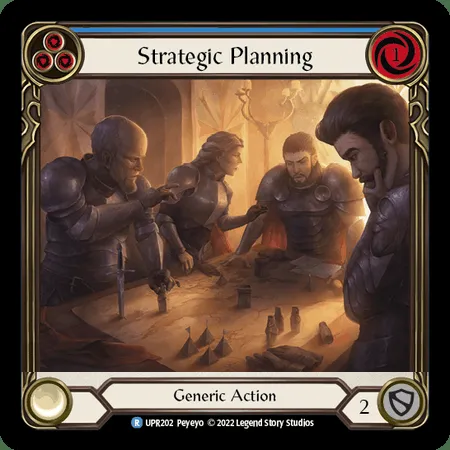 1
Strategic Planning
Generic Action
2
R UPR202 Peyeyo © 2022 Legend Story Studios